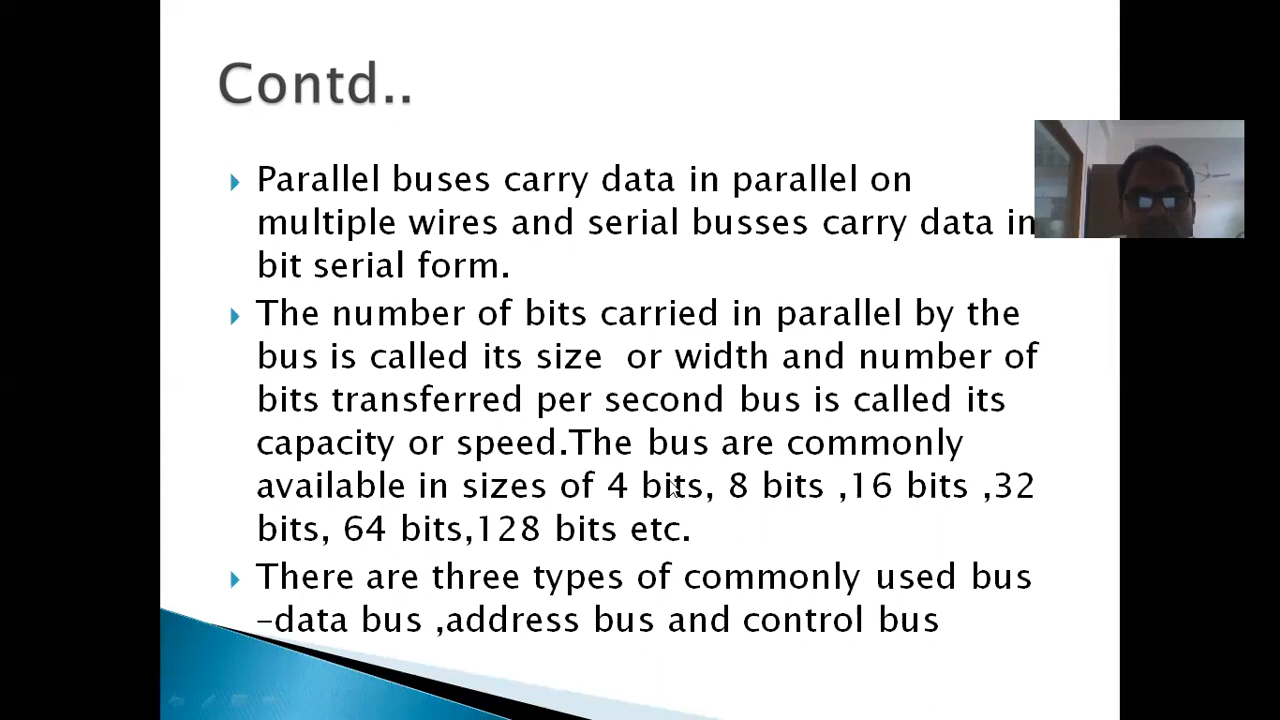 Contd..
Parallel buses carry data in parallel on
multiple wires and serial busses carry data in
bit serial form.
The number of bits carried in parallel by the
bus is called its size or width and number of
bits transferred per second bus is called its
capacity or speed.The bus are commonly
available in sizes of 4 bits, 8 bits ,16 bits ,32
bits, 64 bits,128 bits etc.
There are three types of commonly used bus
–data bus ,address bus and control bus